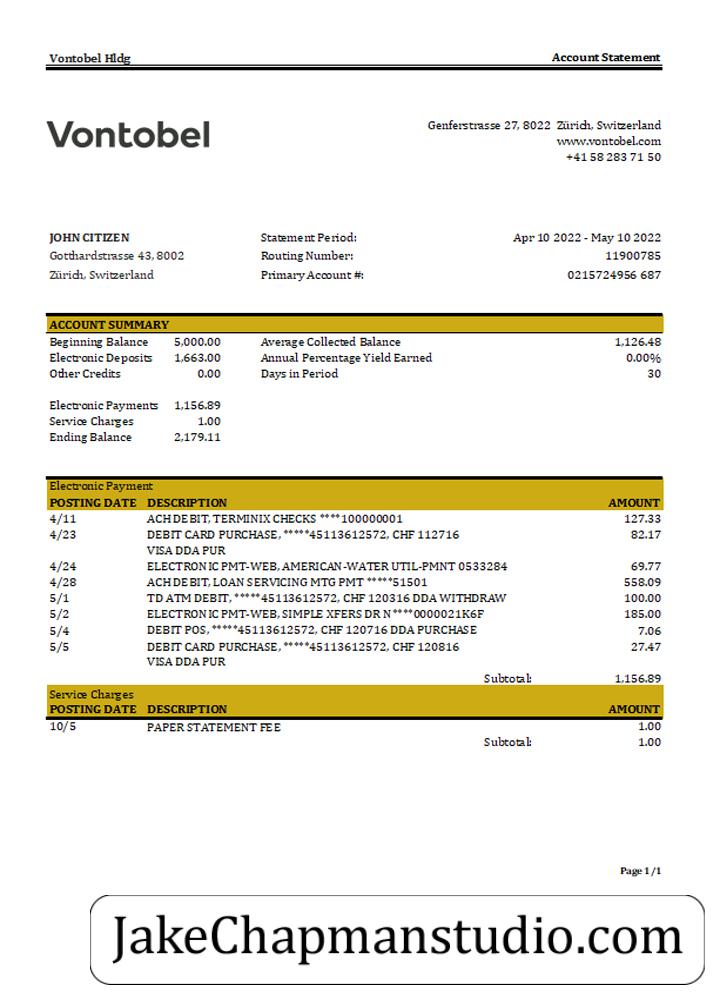 Vontobel Hldg Account Statement
Vontobel
Genferstrasse 27, 8022 Zürich, Switzerland
www.vontobel.com
+41 58 283 71 50
JOHN CITIZEN Statement Period: Apr 10 2022 - May 10 2022
Gotthardstrasse 43, 8002 Routing Number: 11900785
Zürich, Switzerland Primary Account #: 0215724956 687
ACCOUNT SUMMARY
Beginning Balance 5,000.00 Average Collected Balance 1,126.48
Electronic Deposits 1,663.00 Annual Percentage Yield Earned 0.00%
Other Credits 0.00 Days in Period 30
Electronic Payments 1,156.89
Service Charges 1.00
Ending Balance 2,179.11
Electronic Payment
POSTING DATE DESCRIPTION AMOUNT
4/11 ACH DEBIT, TERMINIX CHECKS ****100000001 127.33
4/23 DEBIT CARD PURCHASE, *****45113612572, CHF 112716 82.17
VISA DDA PUR
4/24 ELECTRONIC PMT-WEB, AMERICAN-WATER UTIL-PMNT 0533284 69.77
4/28 ACH DEBIT, LOAN SERVICING MTG PMT *****51501 558.09
5/1 TD ATM DEBIT, *****45113612572, CHF 120316 DDA WITHDRAW 100.00
5/2 ELECTRONIC PMT-WEB, SIMPLE XFERS DR N****0000021K6F 185.00
5/4 DEBIT POS, *****45113612572, CHF 120716 DDA PURCHASE 7.06
5/5 DEBIT CARD PURCHASE, *****45113612572, CHF 120816 27.47
VISA DDA PUR
Subtotal: 1,156.89
Service Charges
POSTING DATE DESCRIPTION AMOUNT
10/5 PAPER STATEMENT FEE 1.00
Subtotal: 1.00
Page 1/1
JakeChapmanstudio.com